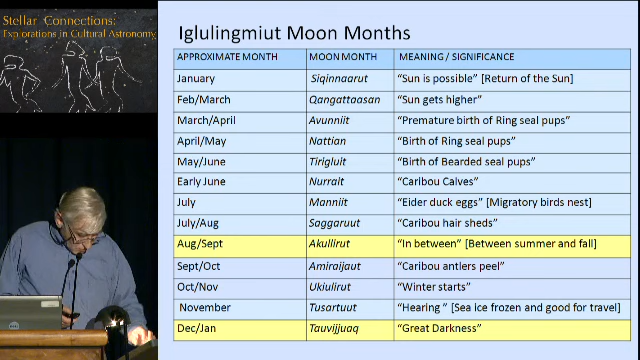 Stellar Connections:
Explorations in Cultural Astronomy
Iglulingmiut Moon Months
APPROXIMATE MONTH MOON MONTH MEANING / SIGNIFICANCE
January Siqinnaarut “Sun is possible” [Return of the Sun]
Feb/March Qangattaasan “Sun gets higher”
March/April Avunniit “Premature birth of Ring seal pups”
April/May Nattian “Birth of Ring seal pups”
May/June Tirigluit “Birth of Bearded seal pups”
Early June Nurrait “Caribou Calves”
July Manniit “Eider duck eggs” [Migratory birds nest]
July/Aug Saggaruut “Caribou hair sheds”
Aug/Sept Akullirut “In between” [Between summer and fall]
Sept/Oct Amiraijaut “Caribou antlers peel”
Oct/Nov Ukiulirut “Winter starts”
November Tusartuut “Hearing” [Sea ice frozen and good for travel]
Dec/Jan Tauvijjuaq “Great Darkness”